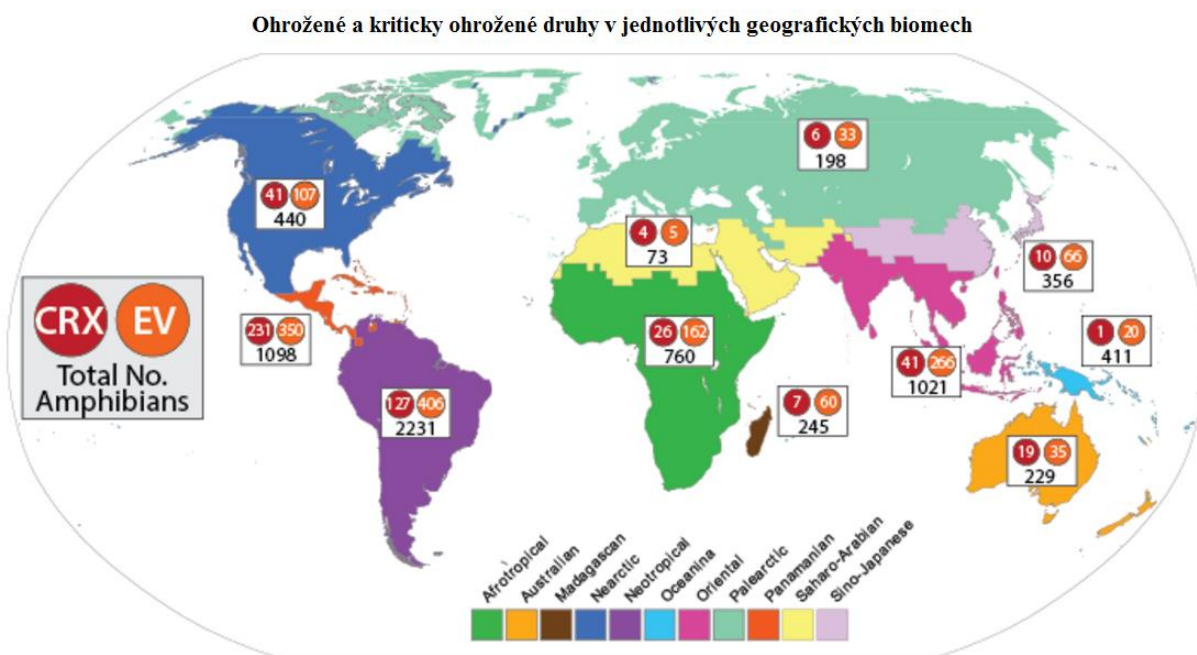 Ohrožené a kriticky ohrožené druhy v jednotlivých geografických biomech
6 33
198
41 107
440
4 5
73
10 66
356
CRX EV
Total No.
Amphibians
231 350
1098
26 162
760
1 20
411
41 266
1021
127 406
2231
7 60
245
19 35
229
Afrotropical
Australian
Madagascan
Nearctic
Neotropical
Oceanina
Oriental
Palearctic
Panamanian
Saharo-Arabian
Sino-Japanese